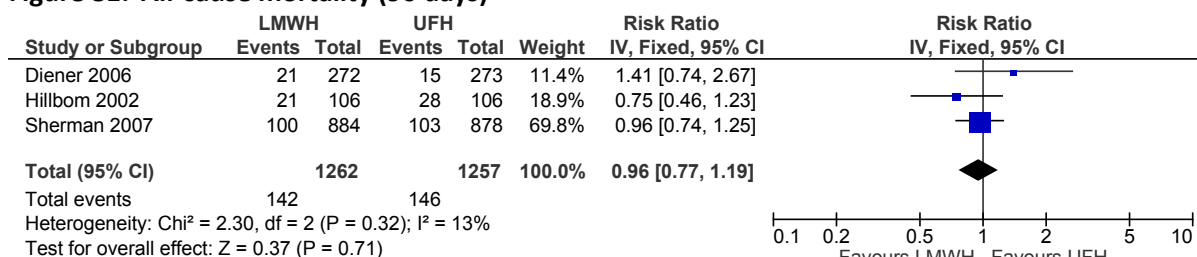 LMWH UFH Risk Ratio Risk Ratio
Study or Subgroup Events Total Events Total Weight IV, Fixed, 95% CI IV, Fixed, 95% CI
Diener 2006 21 272 15 273 11.4% 1.41 [0.74, 2.67]
Hillbom 2002 21 106 28 106 18.9% 0.75 [0.46, 1.23]
Sherman 2007 100 884 103 878 69.8% 0.96 [0.74, 1.25]
Total (95% CI) 1262 1257 100.0% 0.96 [0.77, 1.19]
Total events 142 146
Heterogeneity: Chi² = 2.30, df = 2 (P = 0.32); I² = 13%
Test for overall effect: Z = 0.37 (P = 0.71)
0.1 0.2 0.5 1 2 5 10
Favours LMWH Favours UFH